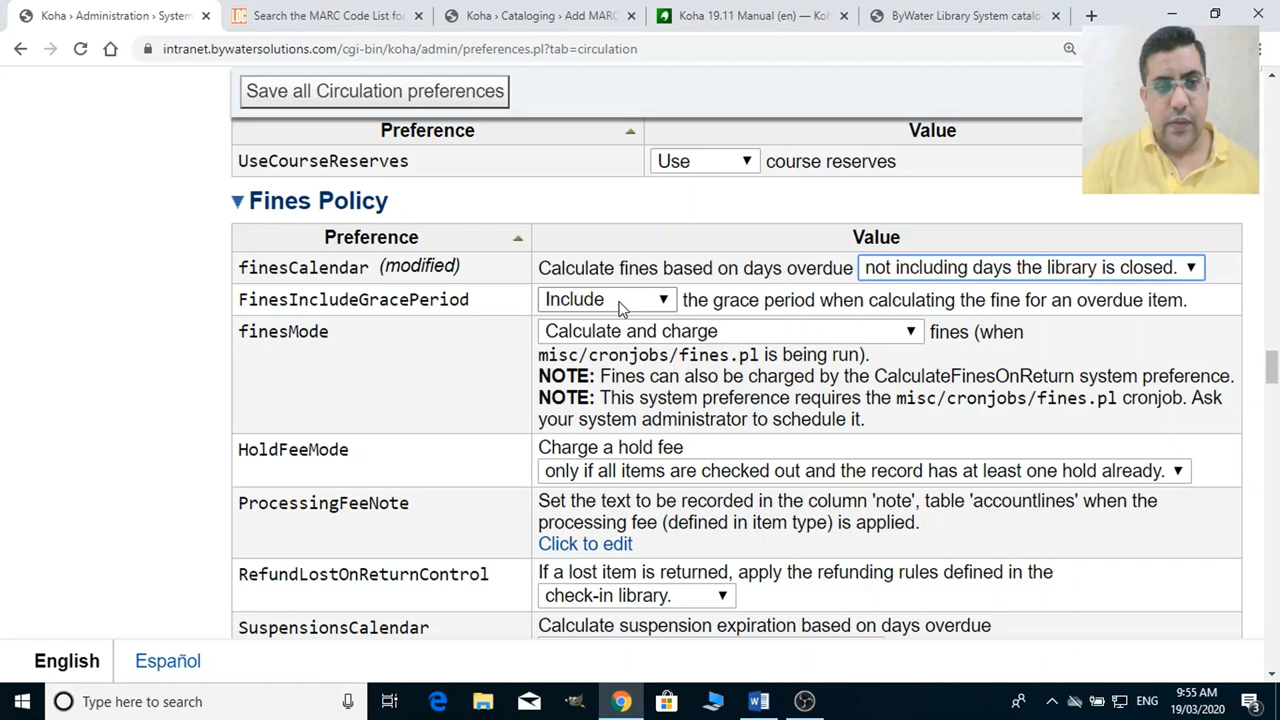 Koha › Administration › System
Search the MARC Code List for
Koha › Cataloging › Add MARC
Koha 19.11 Manual (en) — Koh
ByWater Library System catalo
intranet.bywatersolutions.com/cgi-bin/koha/admin/preferences.pl?tab=circulation
Save all Circulation preferences
Preference Value
UseCourseReserves Use course reserves
Fines Policy
Preference Value
finesCalendar (modified) Calculate fines based on days overdue not including days the library is closed.
FinesIncludeGracePeriod Include the grace period when calculating the fine for an overdue item.
finesMode Calculate and charge fines (when
misc/cronjobs/fines.pl is being run).
NOTE: Fines can also be charged by the CalculateFinesOnReturn system preference.
NOTE: This system preference requires the misc/cronjobs/fines.pl cronjob. Ask
your system administrator to schedule it.
HoldFeeMode Charge a hold fee
only if all items are checked out and the record has at least one hold already.
ProcessingFeeNote Set the text to be recorded in the column 'note', table 'accountlines' when the
processing fee (defined in item type) is applied.
Click to edit
RefundLostOnReturnControl If a lost item is returned, apply the refunding rules defined in the
check-in library.
SuspensionsCalendar Calculate suspension expiration based on days overdue
English Español
Type here to search
ENG
9:55 AM
19/03/2020
3